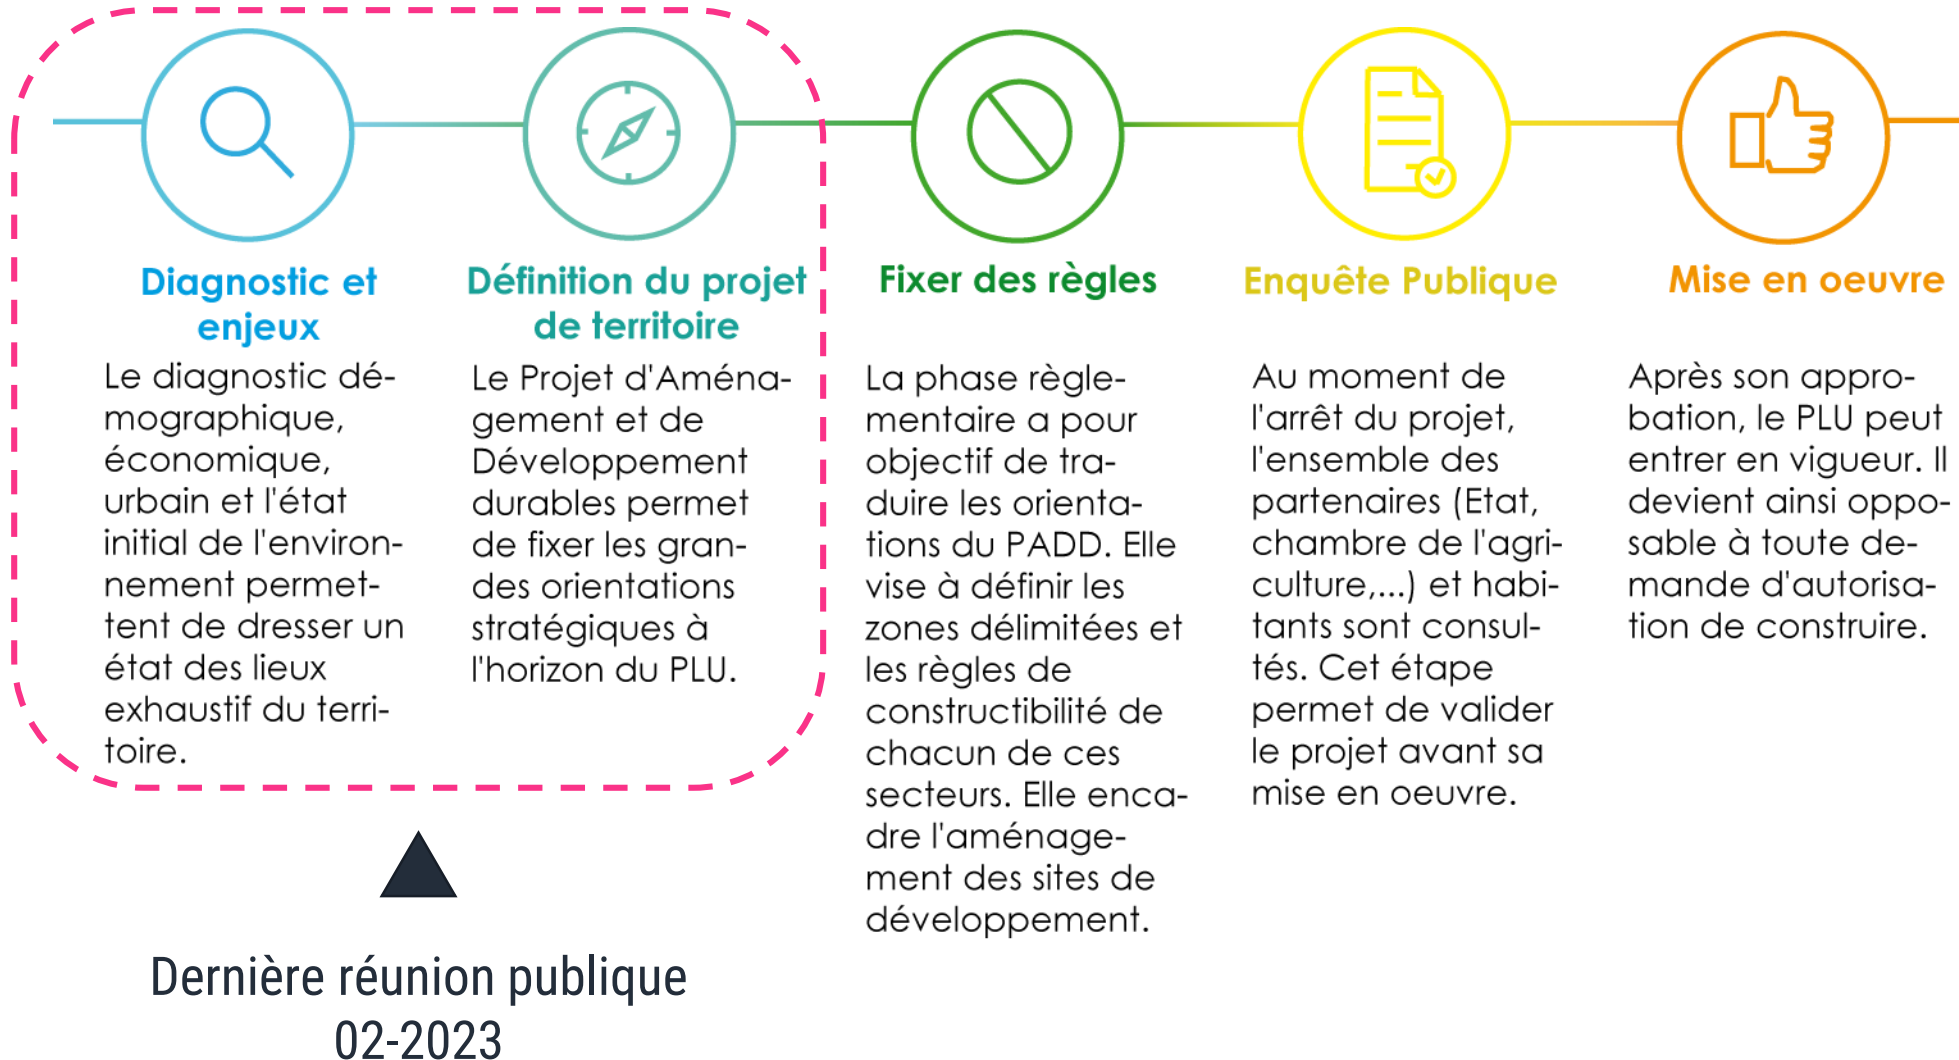 Diagnostic et
enjeux
Le diagnostic dé-
mographique,
économique,
urbain et l'état
initial de l'environ-
nement permet-
tent de dresser un
état des lieux
exhaustif du terri-
toire.
Définition du projet
de territoire
Le Projet d'Aména-
gement et de
Développement
durables permet
de fixer les gran-
des orientations
stratégiques à
l'horizon du PLU.
Fixer des règles
La phase règle-
mentaire a pour
objectif de tra-
duire les orienta-
tions du PADD. Elle
vise à définir les
zones délimitées et
les règles de
constructibilité de
chacun de ces
secteurs. Elle enca-
dre l'aménage-
ment des sites de
développement.
Enquête Publique
Au moment de
l'arrêt du projet,
l'ensemble des
partenaires (Etat,
chambre de l'agri-
culture,...) et habi-
tants sont consul-
tés. Cet étape
permet de valider
le projet avant sa
mise en oeuvre.
Mise en oeuvre
Après son appro-
bation, le PLU peut
entrer en vigueur. Il
devient ainsi oppo-
sable à toute de-
mande d'autorisa-
tion de construire.
Dernière réunion publique
02-2023